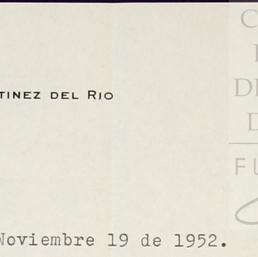 TINEZ DEL RIO
Noviembre 19 de 1952.